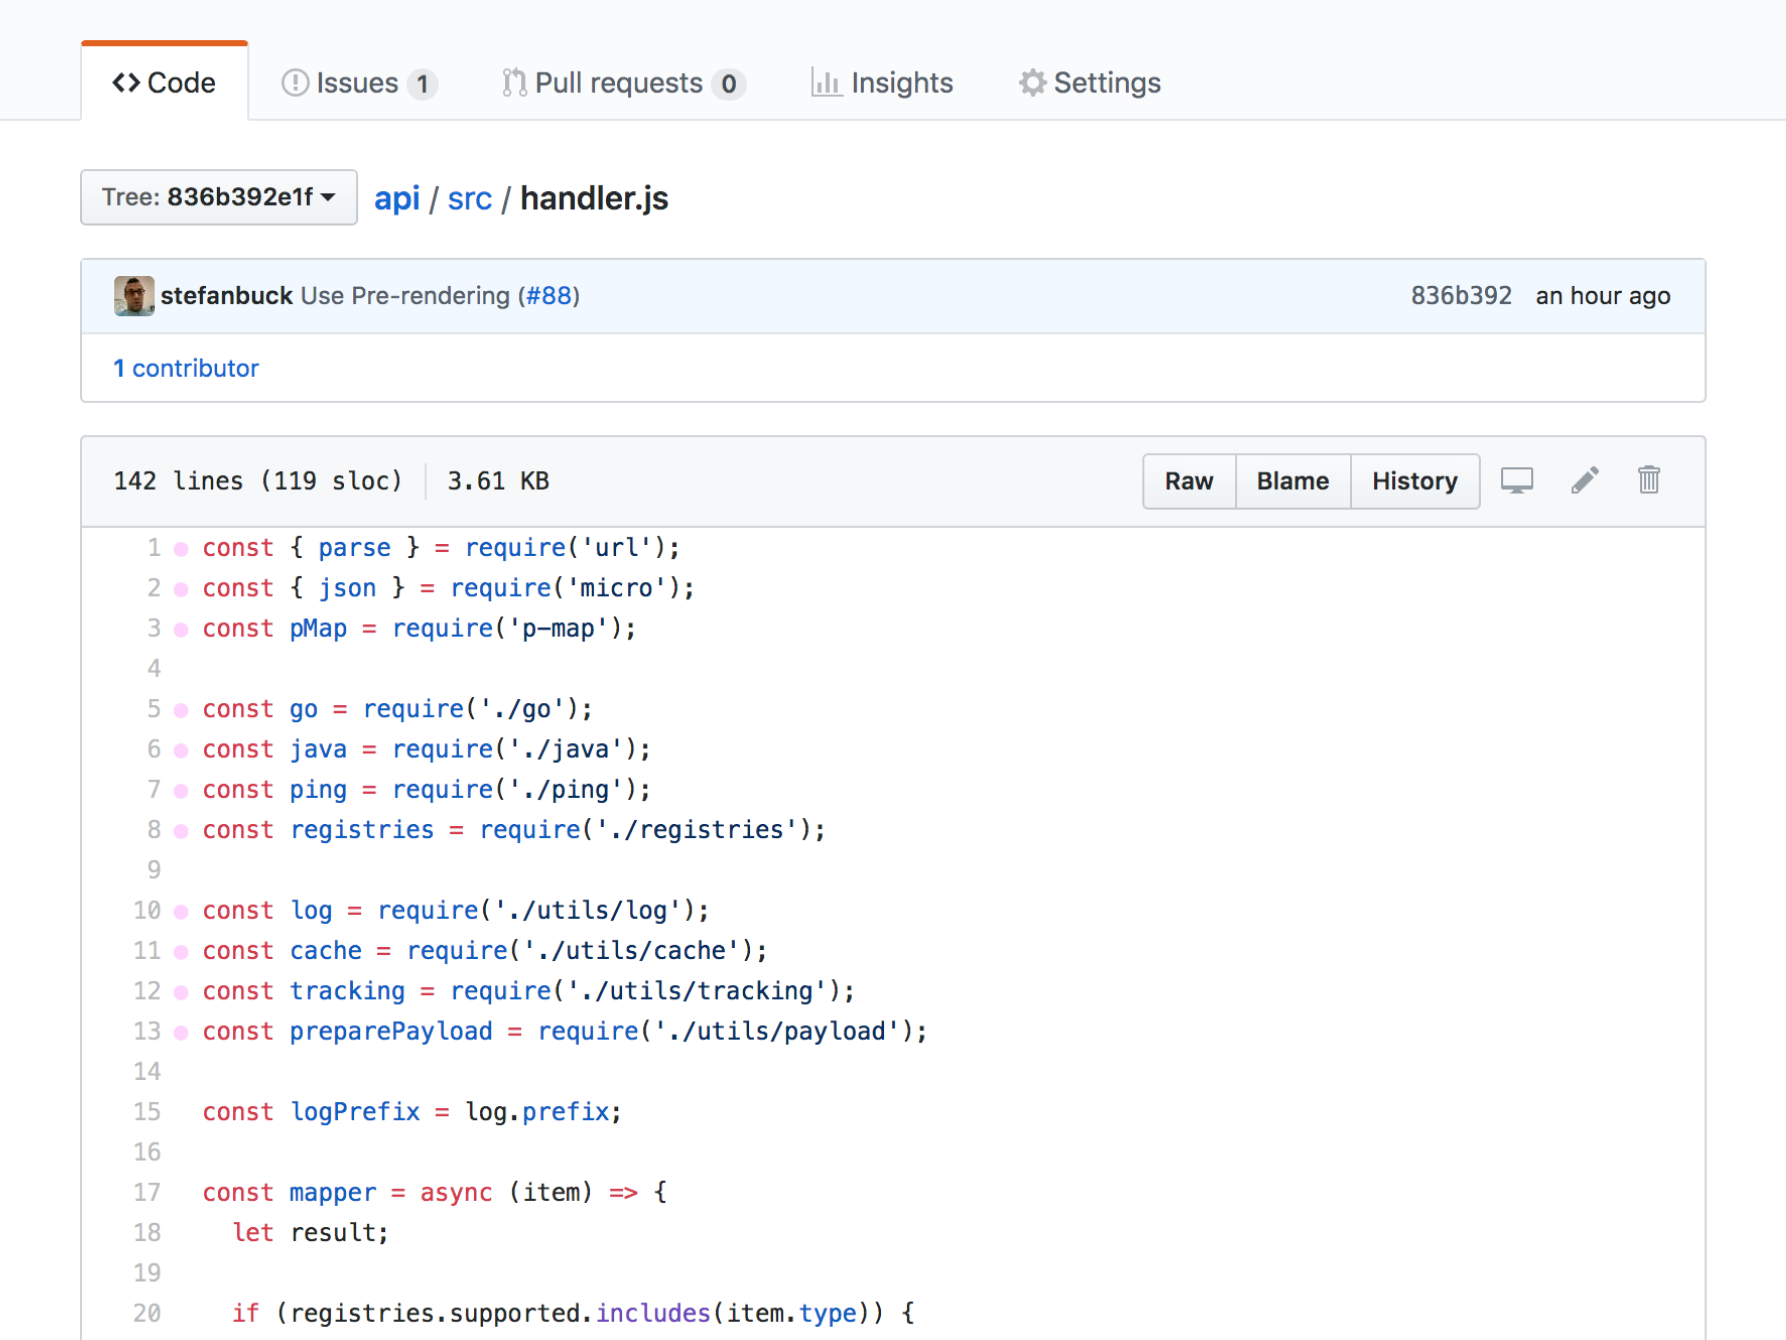 Code Issues 1 Pull requests 0 Insights Settings
Tree: 836b392e1f api / src / handler.js
stefanbuck Use Pre-rendering (#88) 836b392 an hour ago
1 contributor
142 lines (119 sloc) 3.61 KB Raw Blame History
1 const { parse } = require('url');
2 const { json } = require('micro');
3 const pMap = require('p-map');
4
5 const go = require('./go');
6 const java = require('./java');
7 const ping = require('./ping');
8 const registries = require('./registries');
9
10 const log = require('./utils/log');
11 const cache = require('./utils/cache');
12 const tracking = require('./utils/tracking');
13 const preparePayload = require('./utils/payload');
14
15 const logPrefix = log.prefix;
16
17 const mapper = async (item) => {
18 let result;
19
20 if (registries.supported.includes(item.type)) {